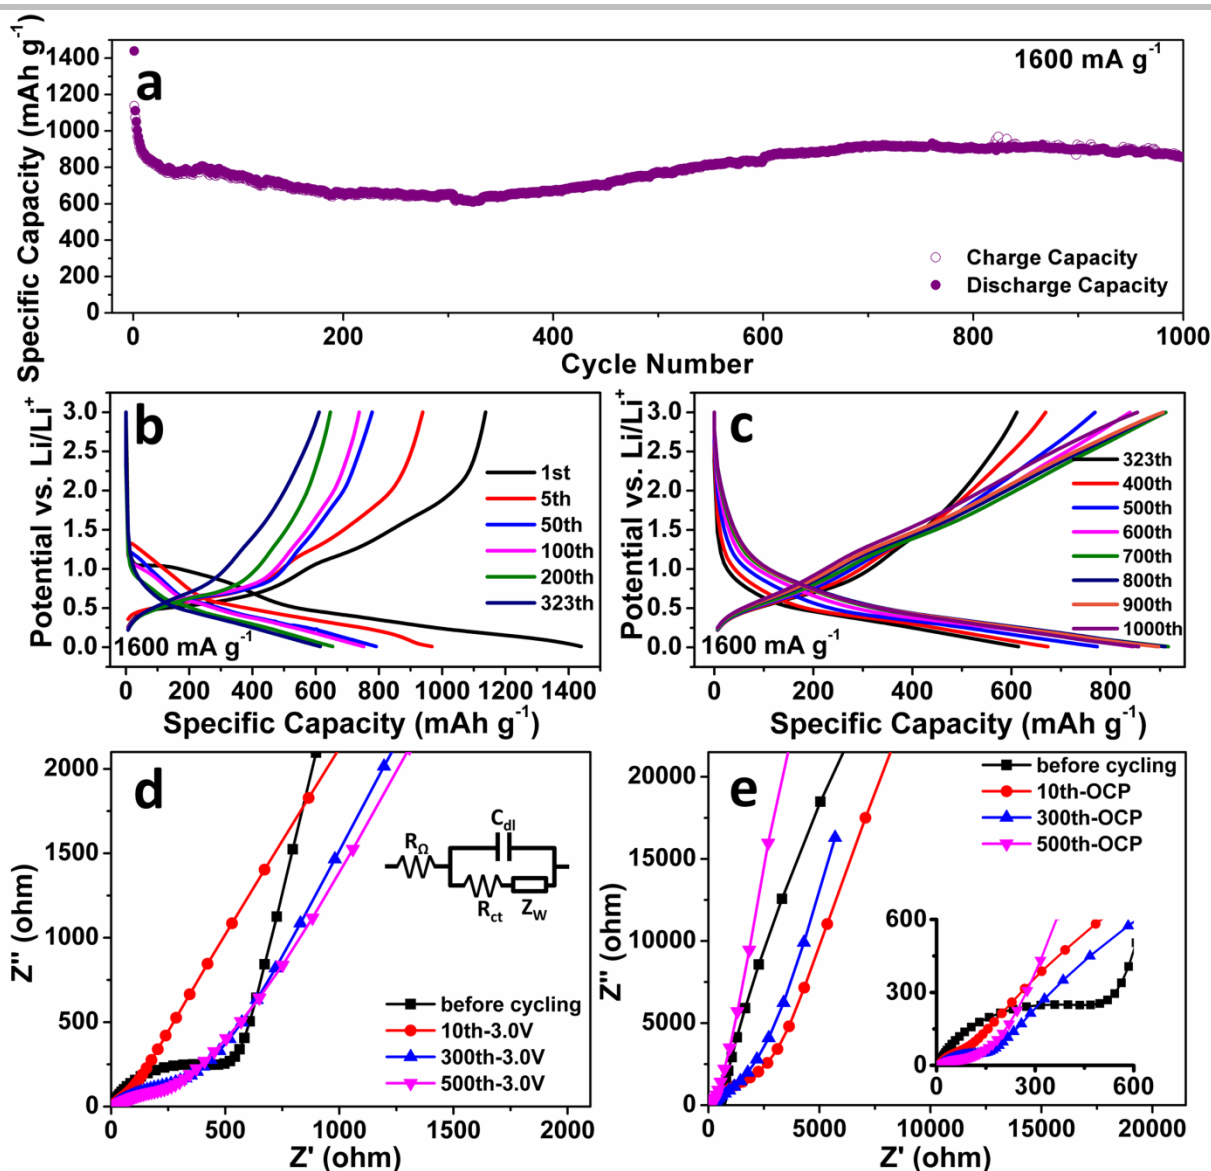 a
1600 mA g⁻¹
Specific Capacity (mAh g⁻¹)
1400
1200
1000
800
600
400
200
0
Charge Capacity
Discharge Capacity
0 200 400 600 800 1000
Cycle Number
b
Potential vs. Li/Li⁺
3.0
2.5
2.0
1.5
1.0
0.5
0.0
1st
5th
50th
100th
200th
323th
1600 mA g⁻¹
0 200 400 600 800 1000 1200 1400
Specific Capacity (mAh g⁻¹)
c
Potential vs. Li/Li⁺
3.0
2.5
2.0
1.5
1.0
0.5
0.0
323th
400th
500th
600th
700th
800th
900th
1000th
1600 mA g⁻¹
0 200 400 600 800
Specific Capacity (mAh g⁻¹)
d
Z'' (ohm)
2000
1500
1000
500
0
C_dl
R_Ω
R_ct
Z_W
before cycling
10th-3.0V
300th-3.0V
500th-3.0V
0 500 1000 1500 2000
Z' (ohm)
e
Z'' (ohm)
20000
15000
10000
5000
0
before cycling
10th-OCP
300th-OCP
500th-OCP
600
300
0
0 300 600
0 5000 10000 15000 20000
Z' (ohm)